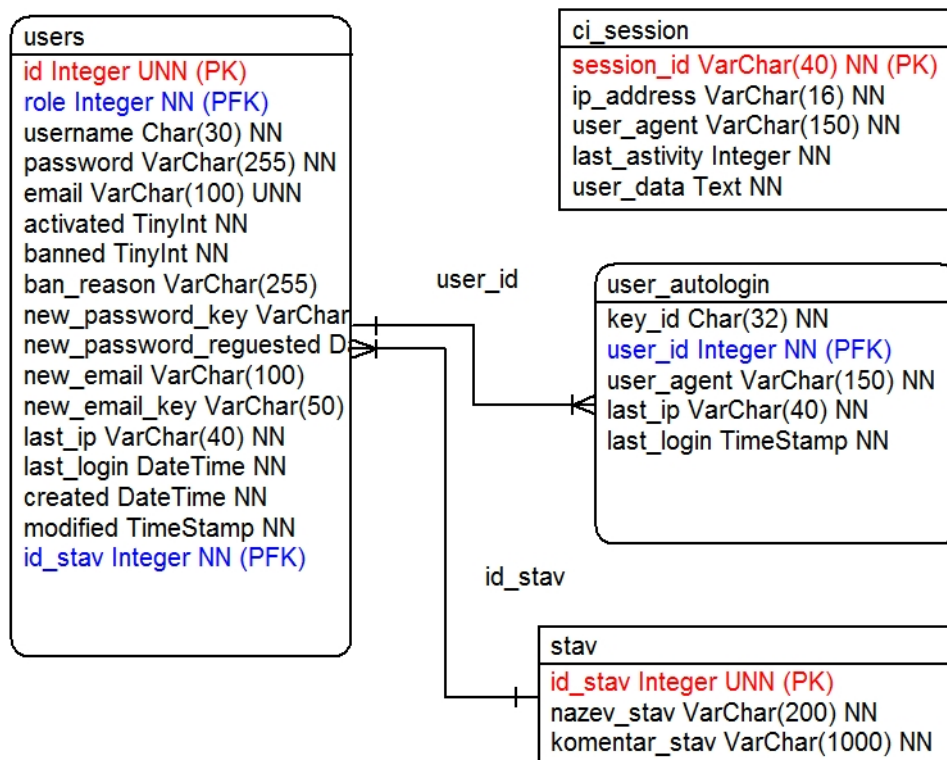 users
id Integer UNN (PK)
role Integer NN (PFK)
username Char(30) NN
password VarChar(255) NN
email VarChar(100) UNN
activated TinyInt NN
banned TinyInt NN
ban_reason VarChar(255)
new_password_key VarChar
new_password_reguested Da
new_email VarChar(100)
new_email_key VarChar(50)
last_ip VarChar(40) NN
last_login DateTime NN
created DateTime NN
modified TimeStamp NN
id_stav Integer NN (PFK)
ci_session
session_id VarChar(40) NN (PK)
ip_address VarChar(16) NN
user_agent VarChar(150) NN
last_astivity Integer NN
user_data Text NN
user_id
user_autologin
key_id Char(32) NN
user_id Integer NN (PFK)
user_agent VarChar(150) NN
last_ip VarChar(40) NN
last_login TimeStamp NN
id_stav
stav
id_stav Integer UNN (PK)
nazev_stav VarChar(200) NN
komentar_stav VarChar(1000) NN